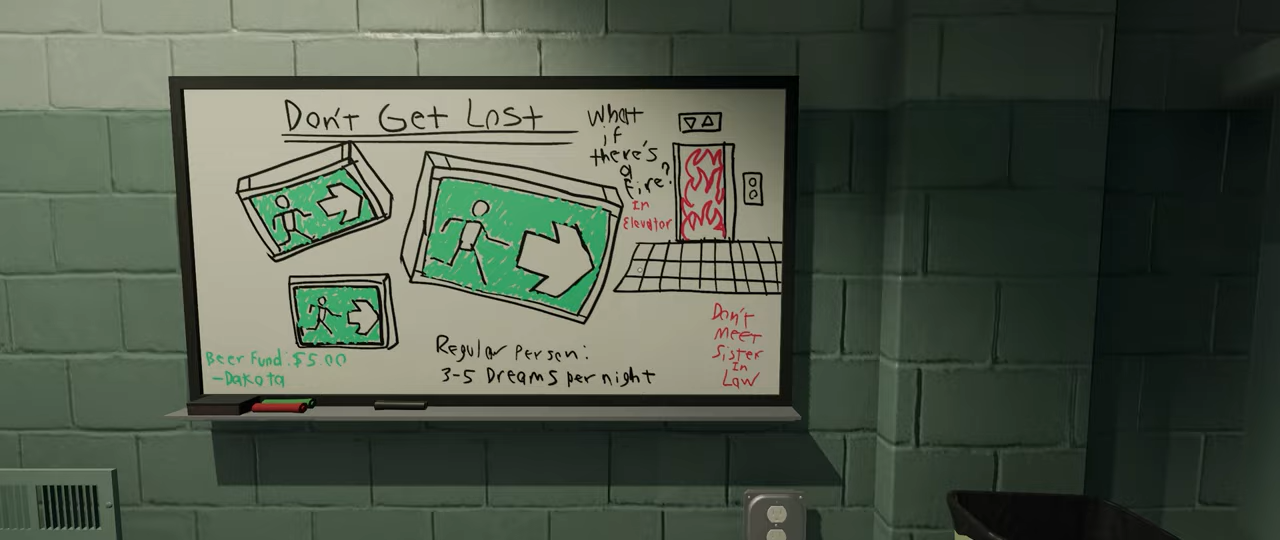 Don't Get Lost
What
if
there's
a
Fire?
In
Elevator
Beer Fund: $5.00
-Dakota
Regular person:
3-5 Dreams per night
Don't
Meet
Sister
In
Law